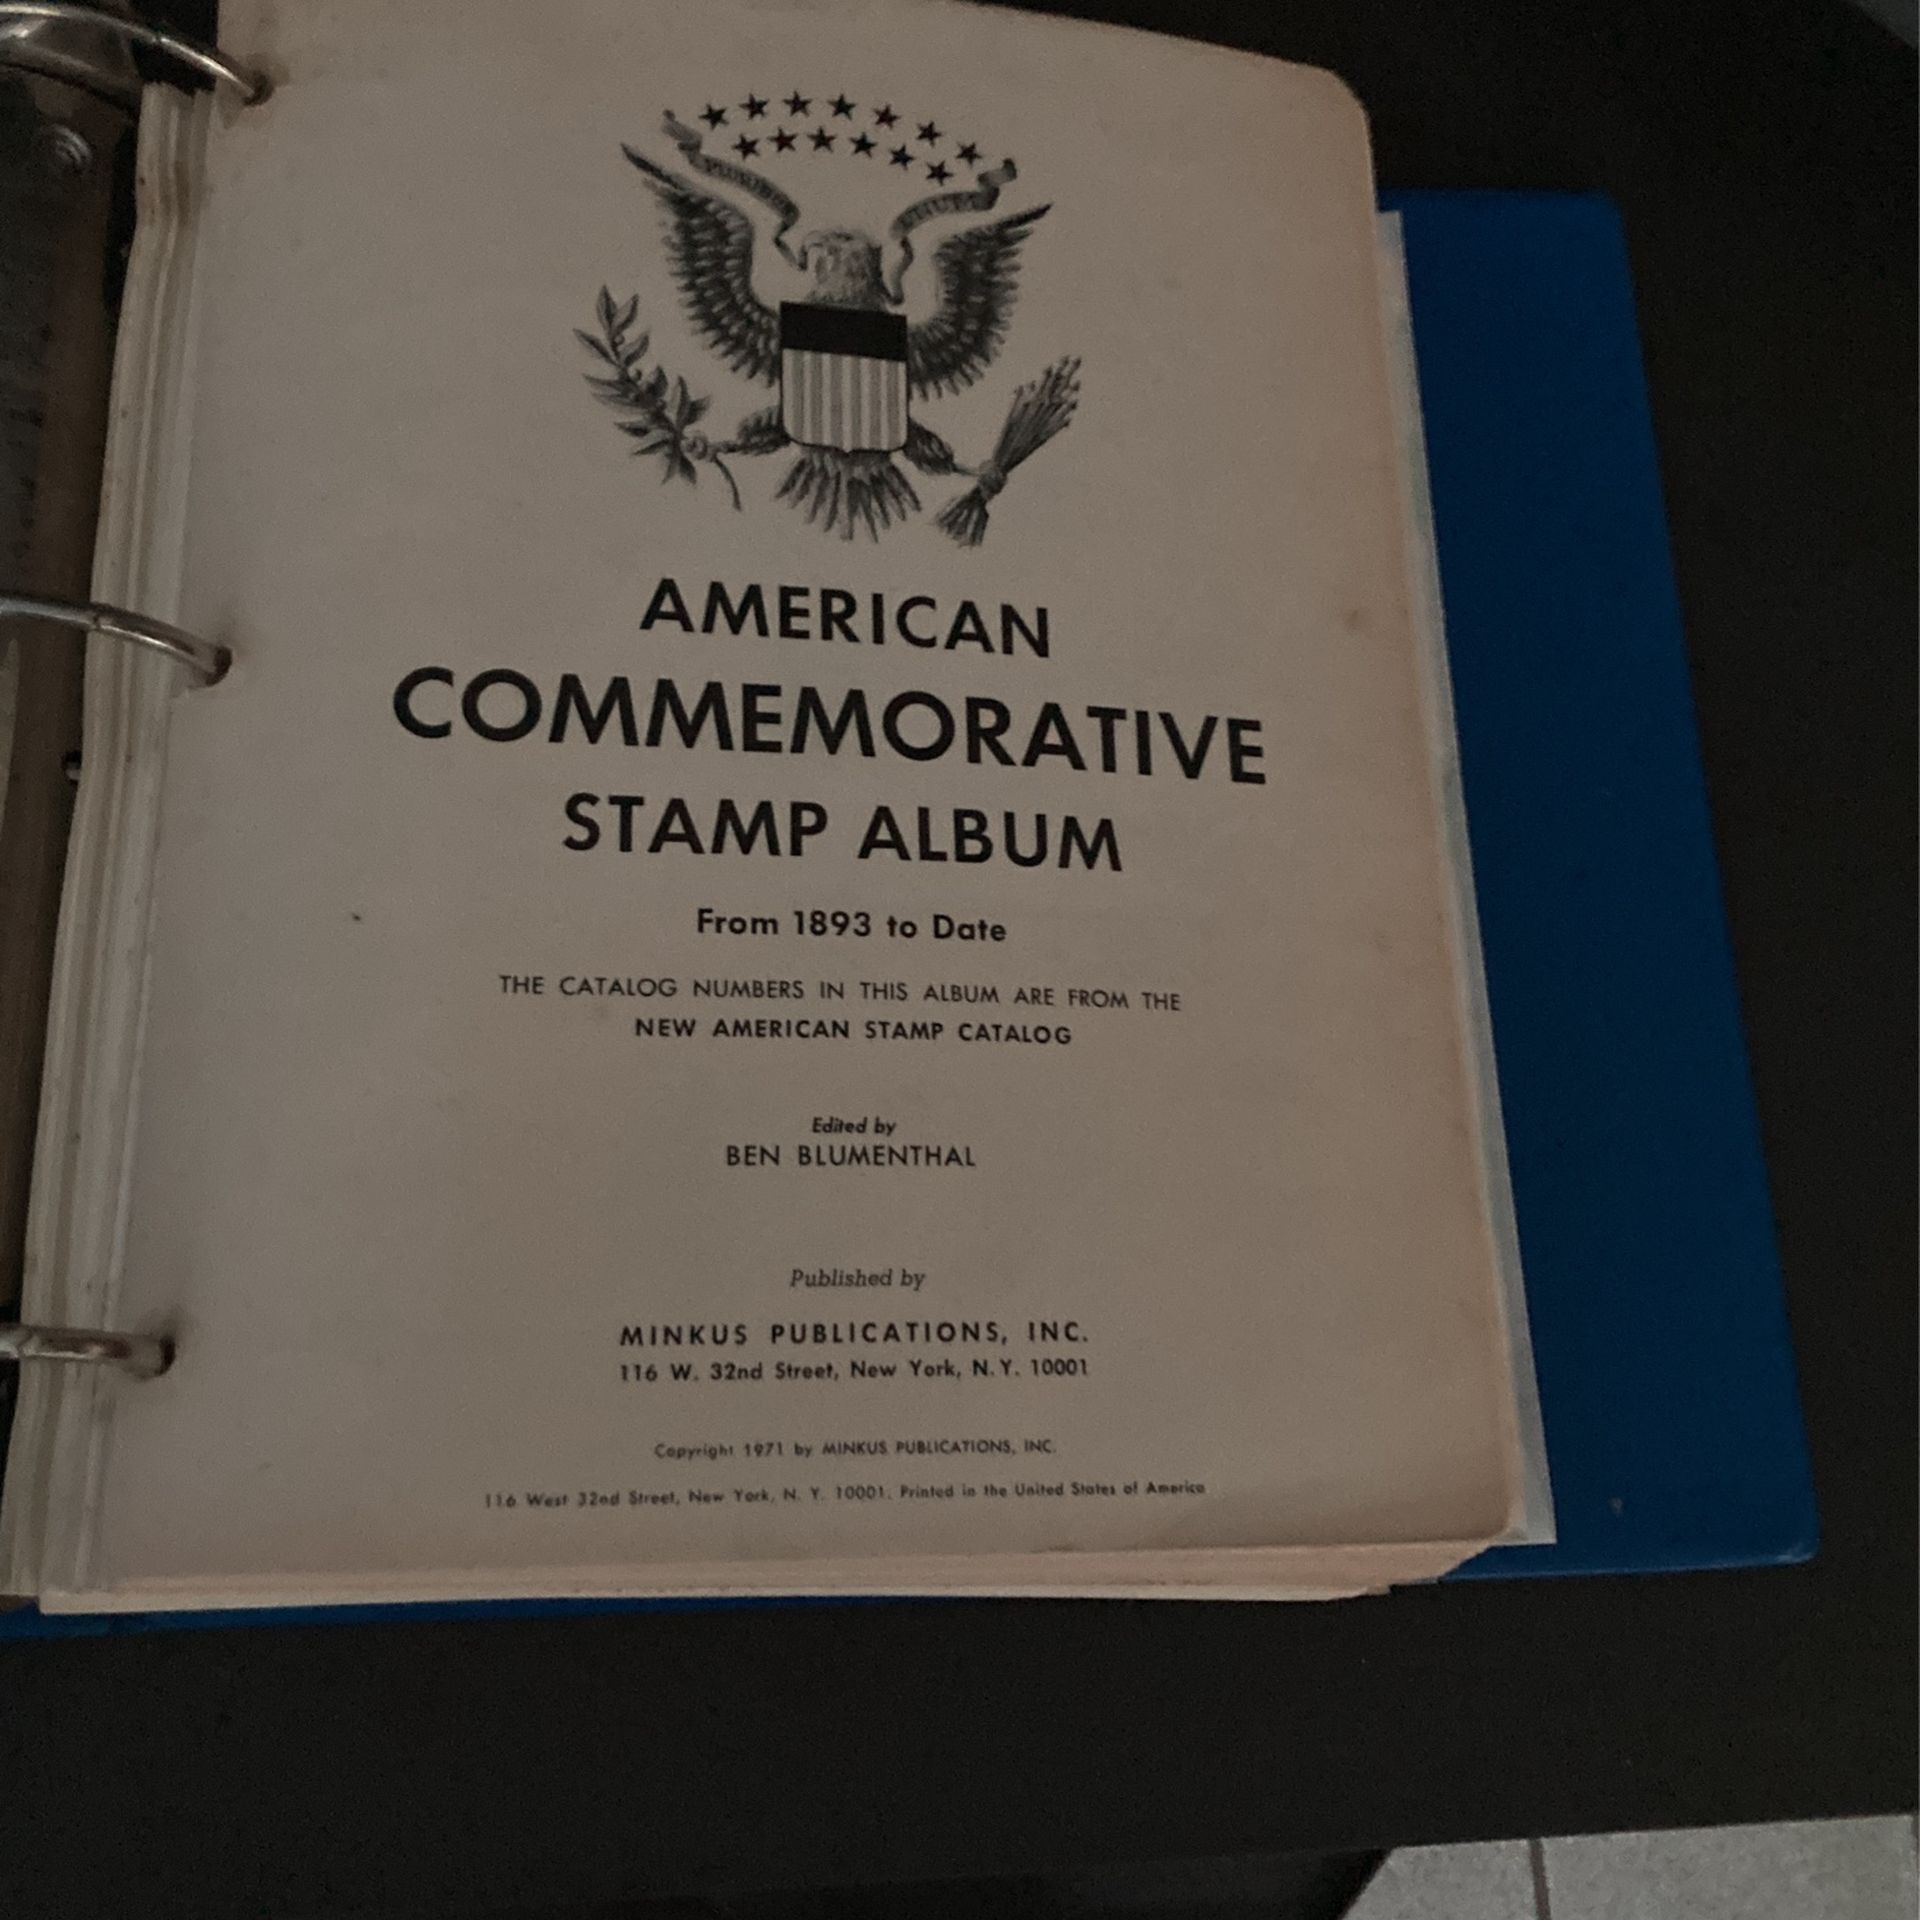 AMERICAN
COMMEMORATIVE
STAMP ALBUM
From 1893 to Date
THE CATALOG NUMBERS IN THIS ALBUM ARE FROM THE
NEW AMERICAN STAMP CATALOG
Edited by
BEN BLUMENTHAL
Published by
MINKUS PUBLICATIONS, INC.
116 W. 32nd Street, New York, N.Y. 10001
Copyright 1971 by MINKUS PUBLICATIONS, INC.
116 West 32nd Street, New York, N. Y. 10001. Printed in the United States of America